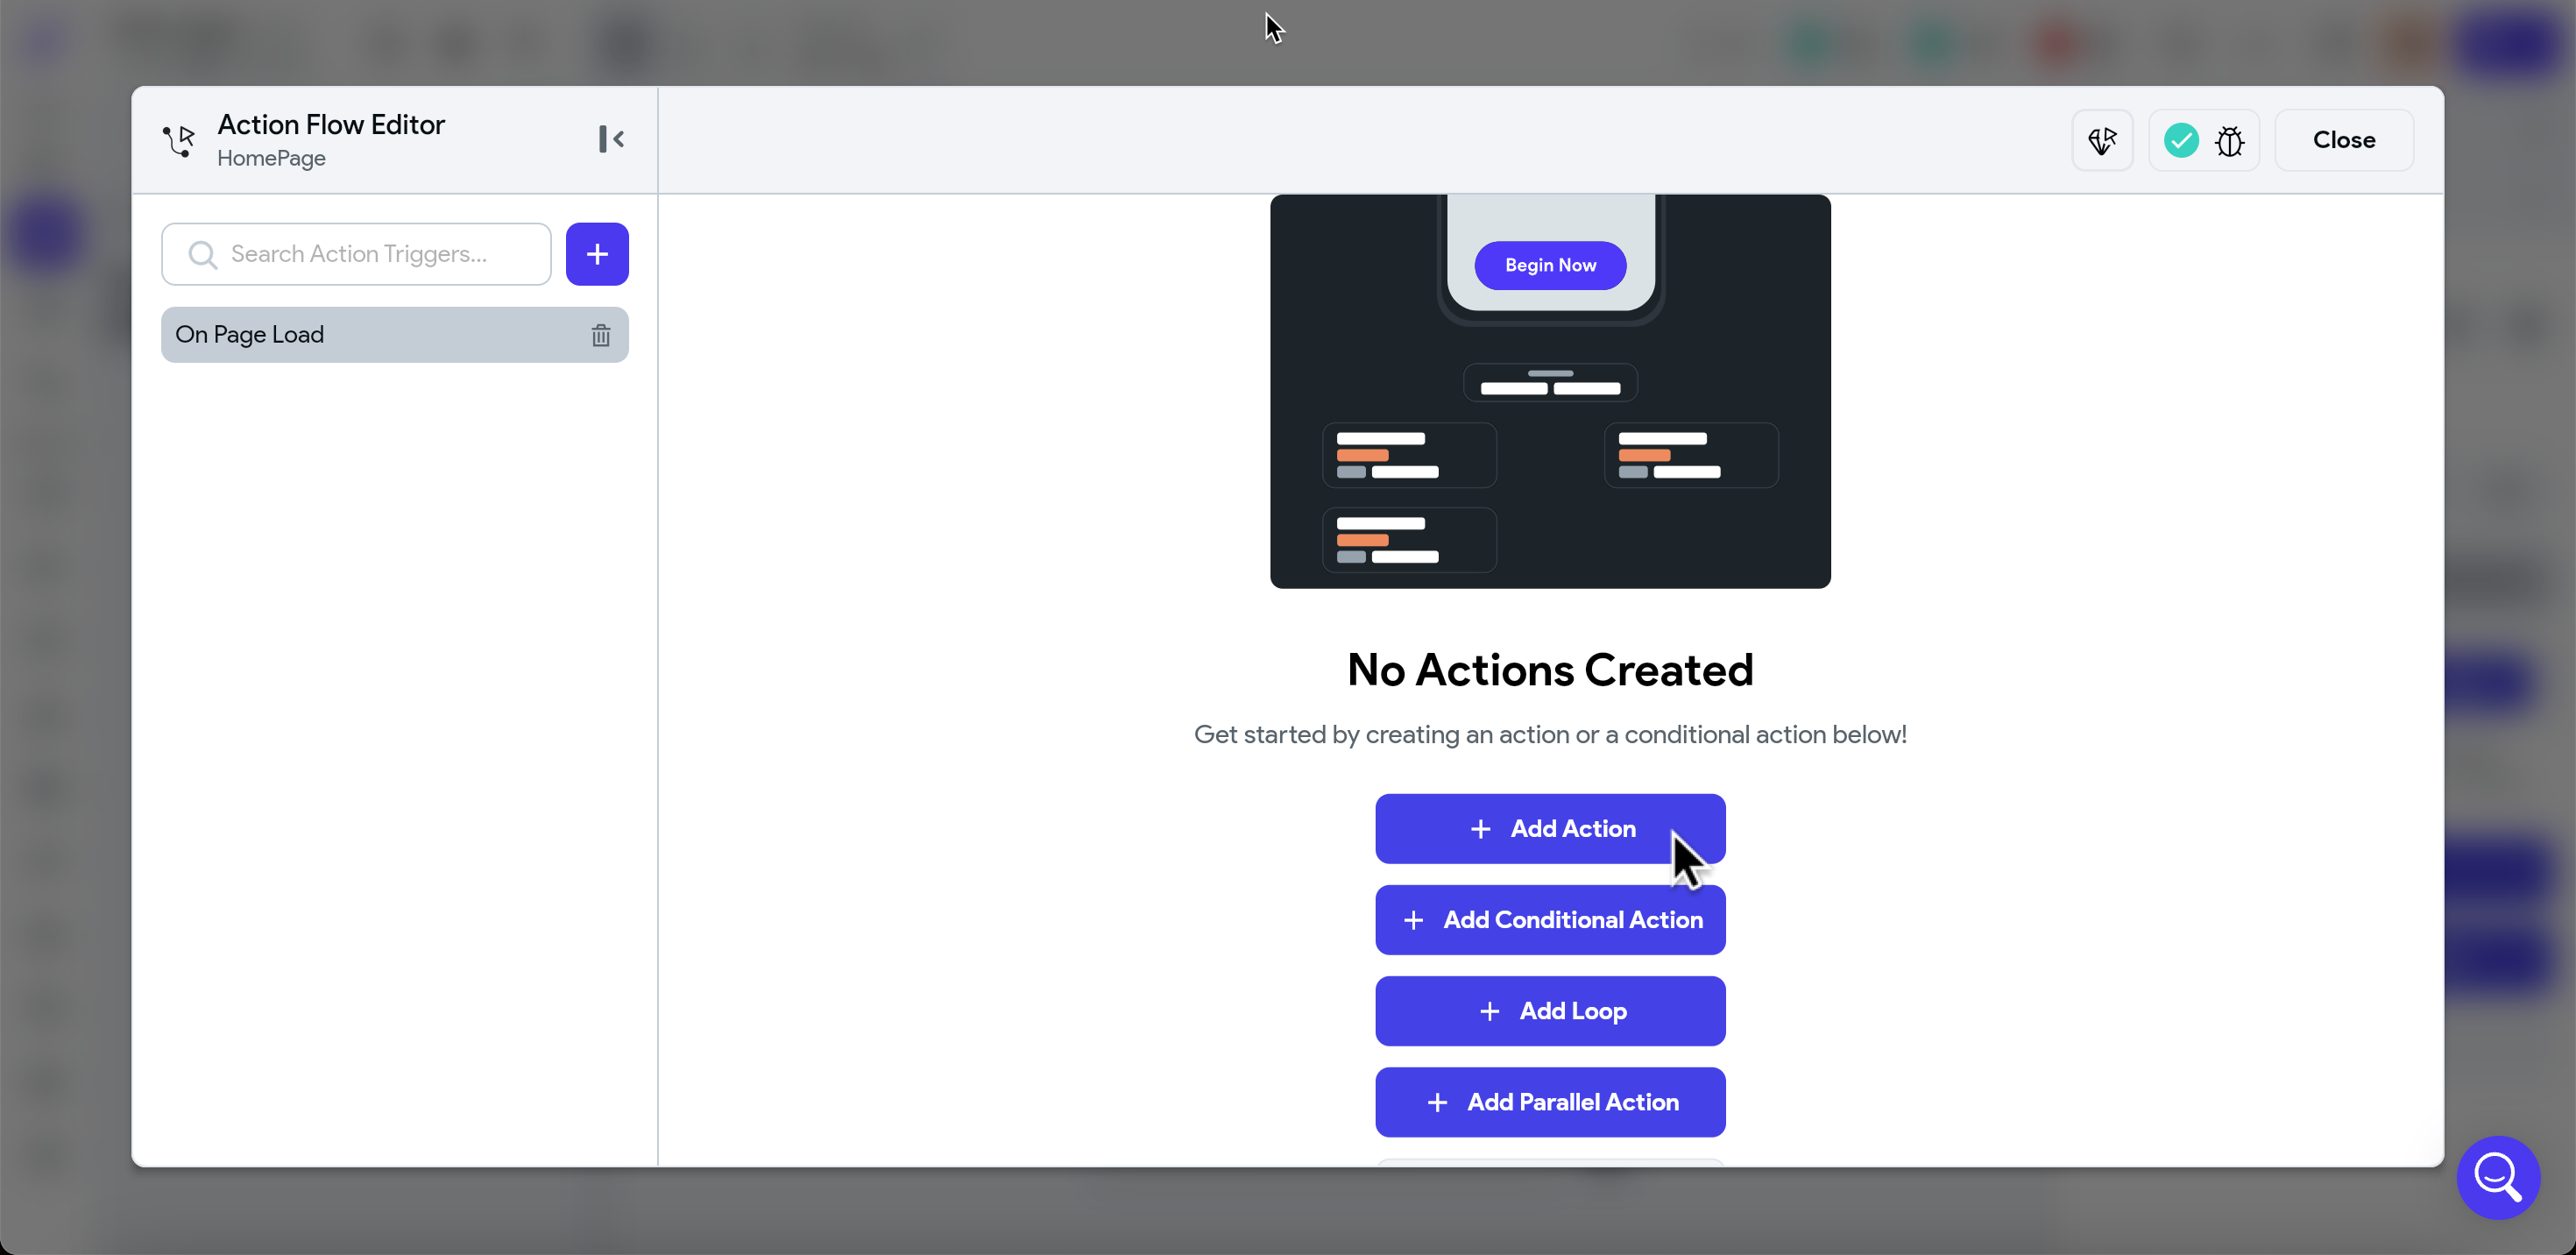 Action Flow Editor
HomePage
Close
Search Action Triggers...
On Page Load
Begin Now
No Actions Created
Get started by creating an action or a conditional action below!
+ Add Action
+ Add Conditional Action
+ Add Loop
+ Add Parallel Action